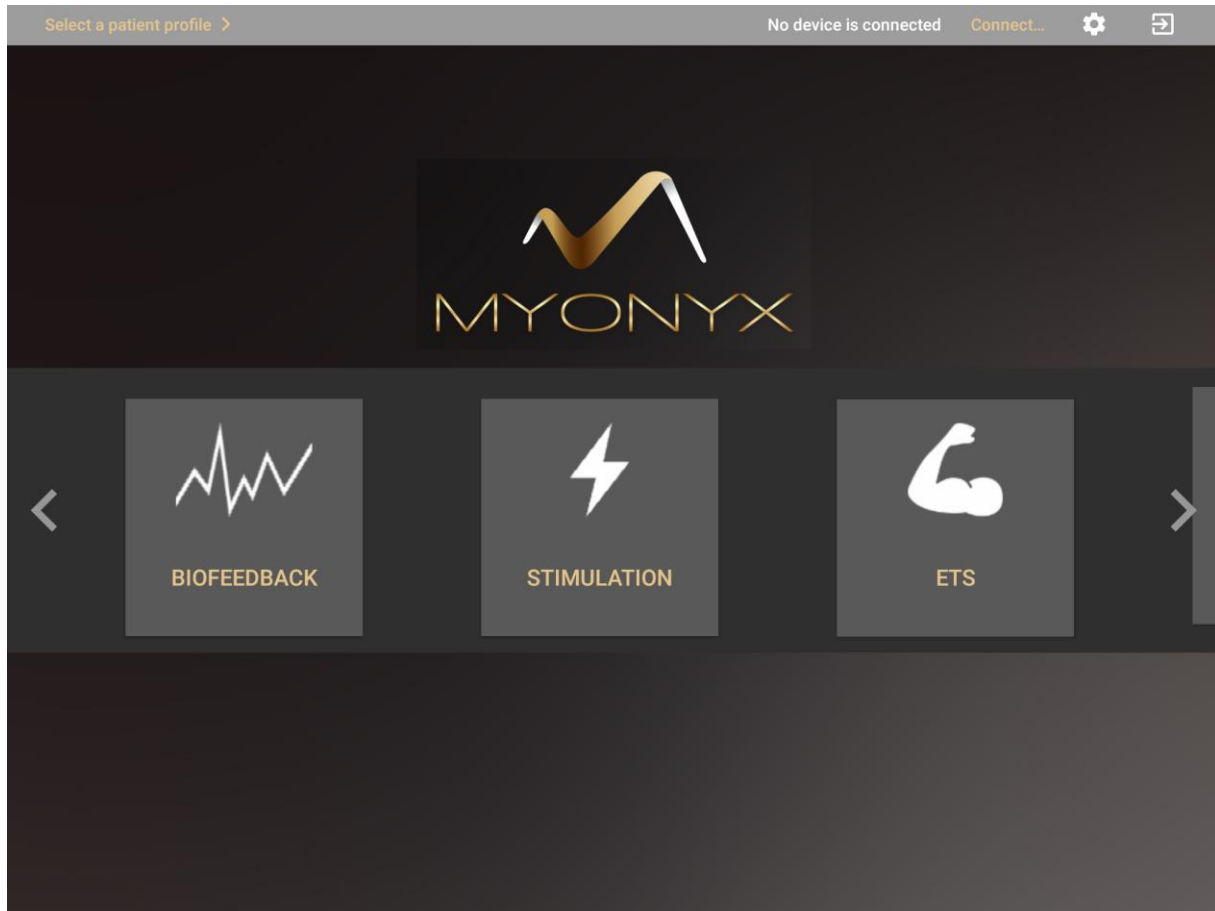 Select a patient profile
No device is connected Connect...
MYONYX
BIOFEEDBACK
STIMULATION
ETS